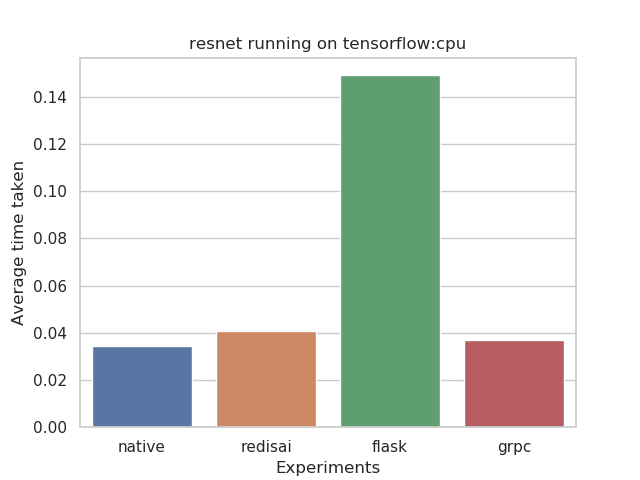 resnet running on tensorflow:cpu
Average time taken
0.14
0.12
0.10
0.08
0.06
0.04
0.02
0.00
native redisai flask grpc
Experiments